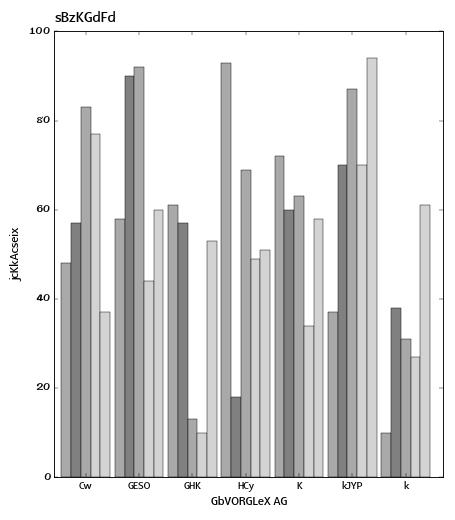 sBzKGdFd
100
80
60
40
20
0
jcKkAcseix
Cw GESO GHK HCy K kJYP k
GbVORGLeX AG